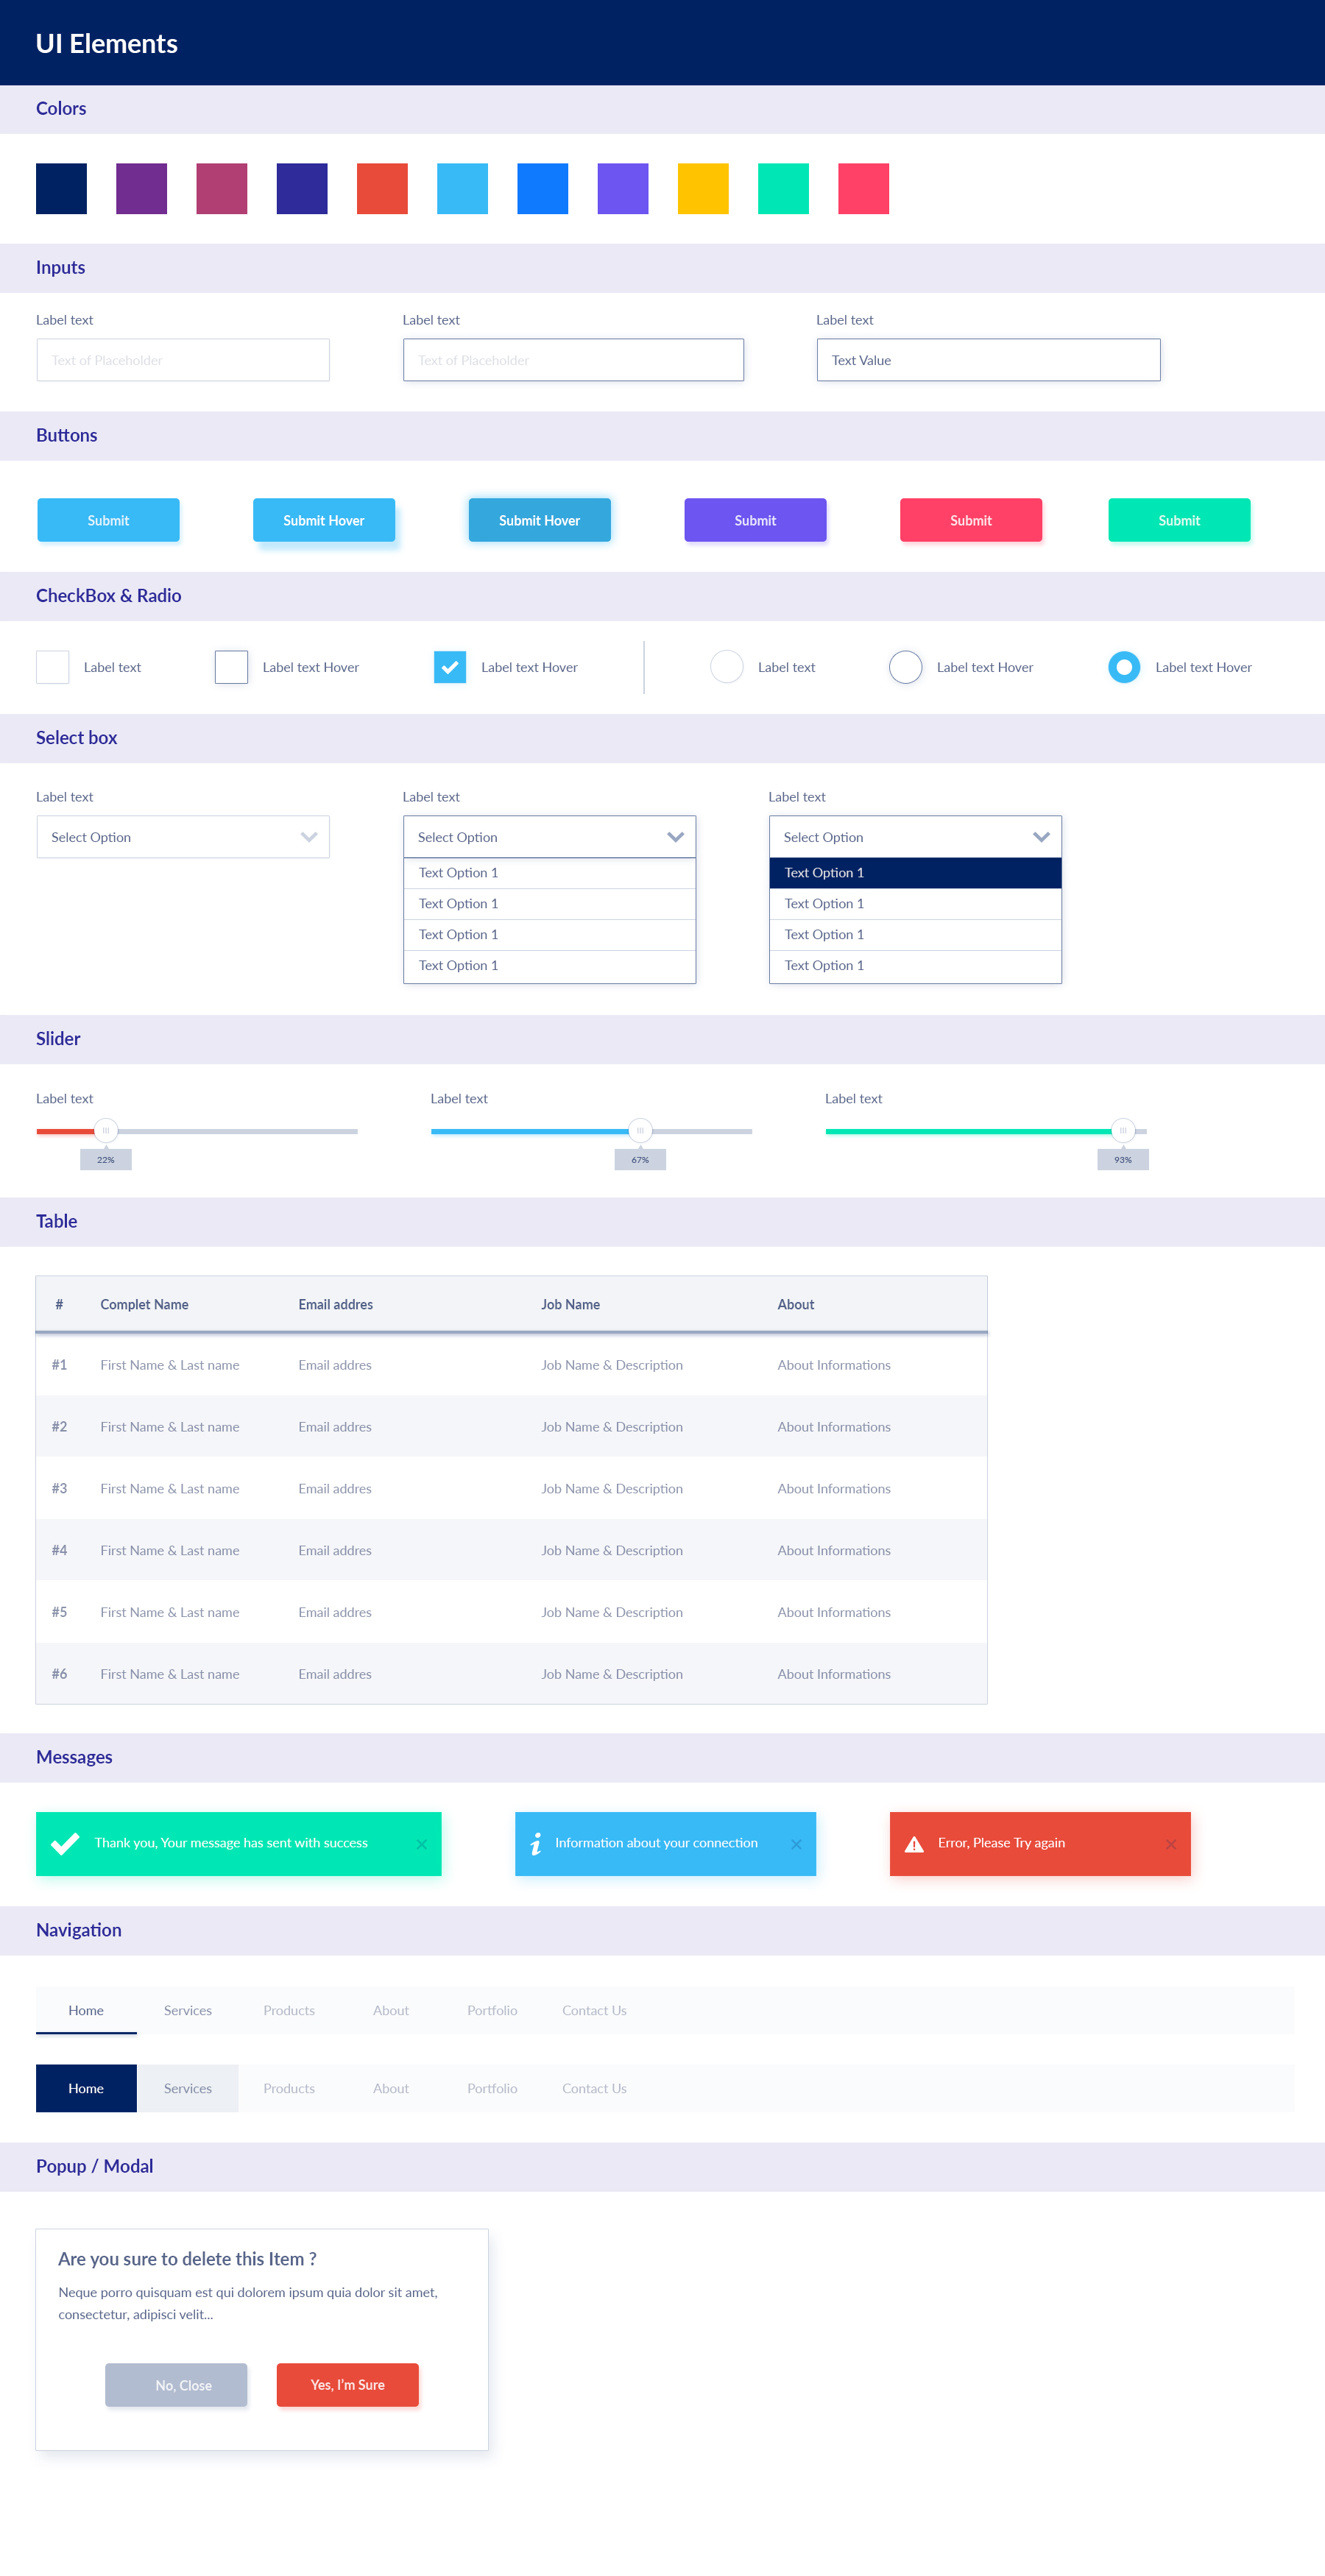 UI Elements
Colors
Inputs
Label text Label text Label text
Text of Placeholder Text of Placeholder Text Value
Buttons
Submit Submit Hover Submit Hover Submit Submit Submit
CheckBox & Radio
Label text Label text Hover Label text Hover Label text Label text Hover Label text Hover
Select box
Label text Label text Label text
Select Option Select Option Select Option
Text Option 1 Text Option 1
Text Option 1 Text Option 1
Text Option 1 Text Option 1
Text Option 1 Text Option 1
Slider
Label text Label text Label text
22% 67% 93%
Table
# Complet Name Email addres Job Name About
#1 First Name & Last name Email addres Job Name & Description About Informations
#2 First Name & Last name Email addres Job Name & Description About Informations
#3 First Name & Last name Email addres Job Name & Description About Informations
#4 First Name & Last name Email addres Job Name & Description About Informations
#5 First Name & Last name Email addres Job Name & Description About Informations
#6 First Name & Last name Email addres Job Name & Description About Informations
Messages
Thank you, Your message has sent with success Information about your connection Error, Please Try again
Navigation
Home Services Products About Portfolio Contact Us
Home Services Products About Portfolio Contact Us
Popup / Modal
Are you sure to delete this Item ?
Neque porro quisquam est qui dolorem ipsum quia dolor sit amet,
consectetur, adipisci velit...
No, Close Yes, I'm Sure